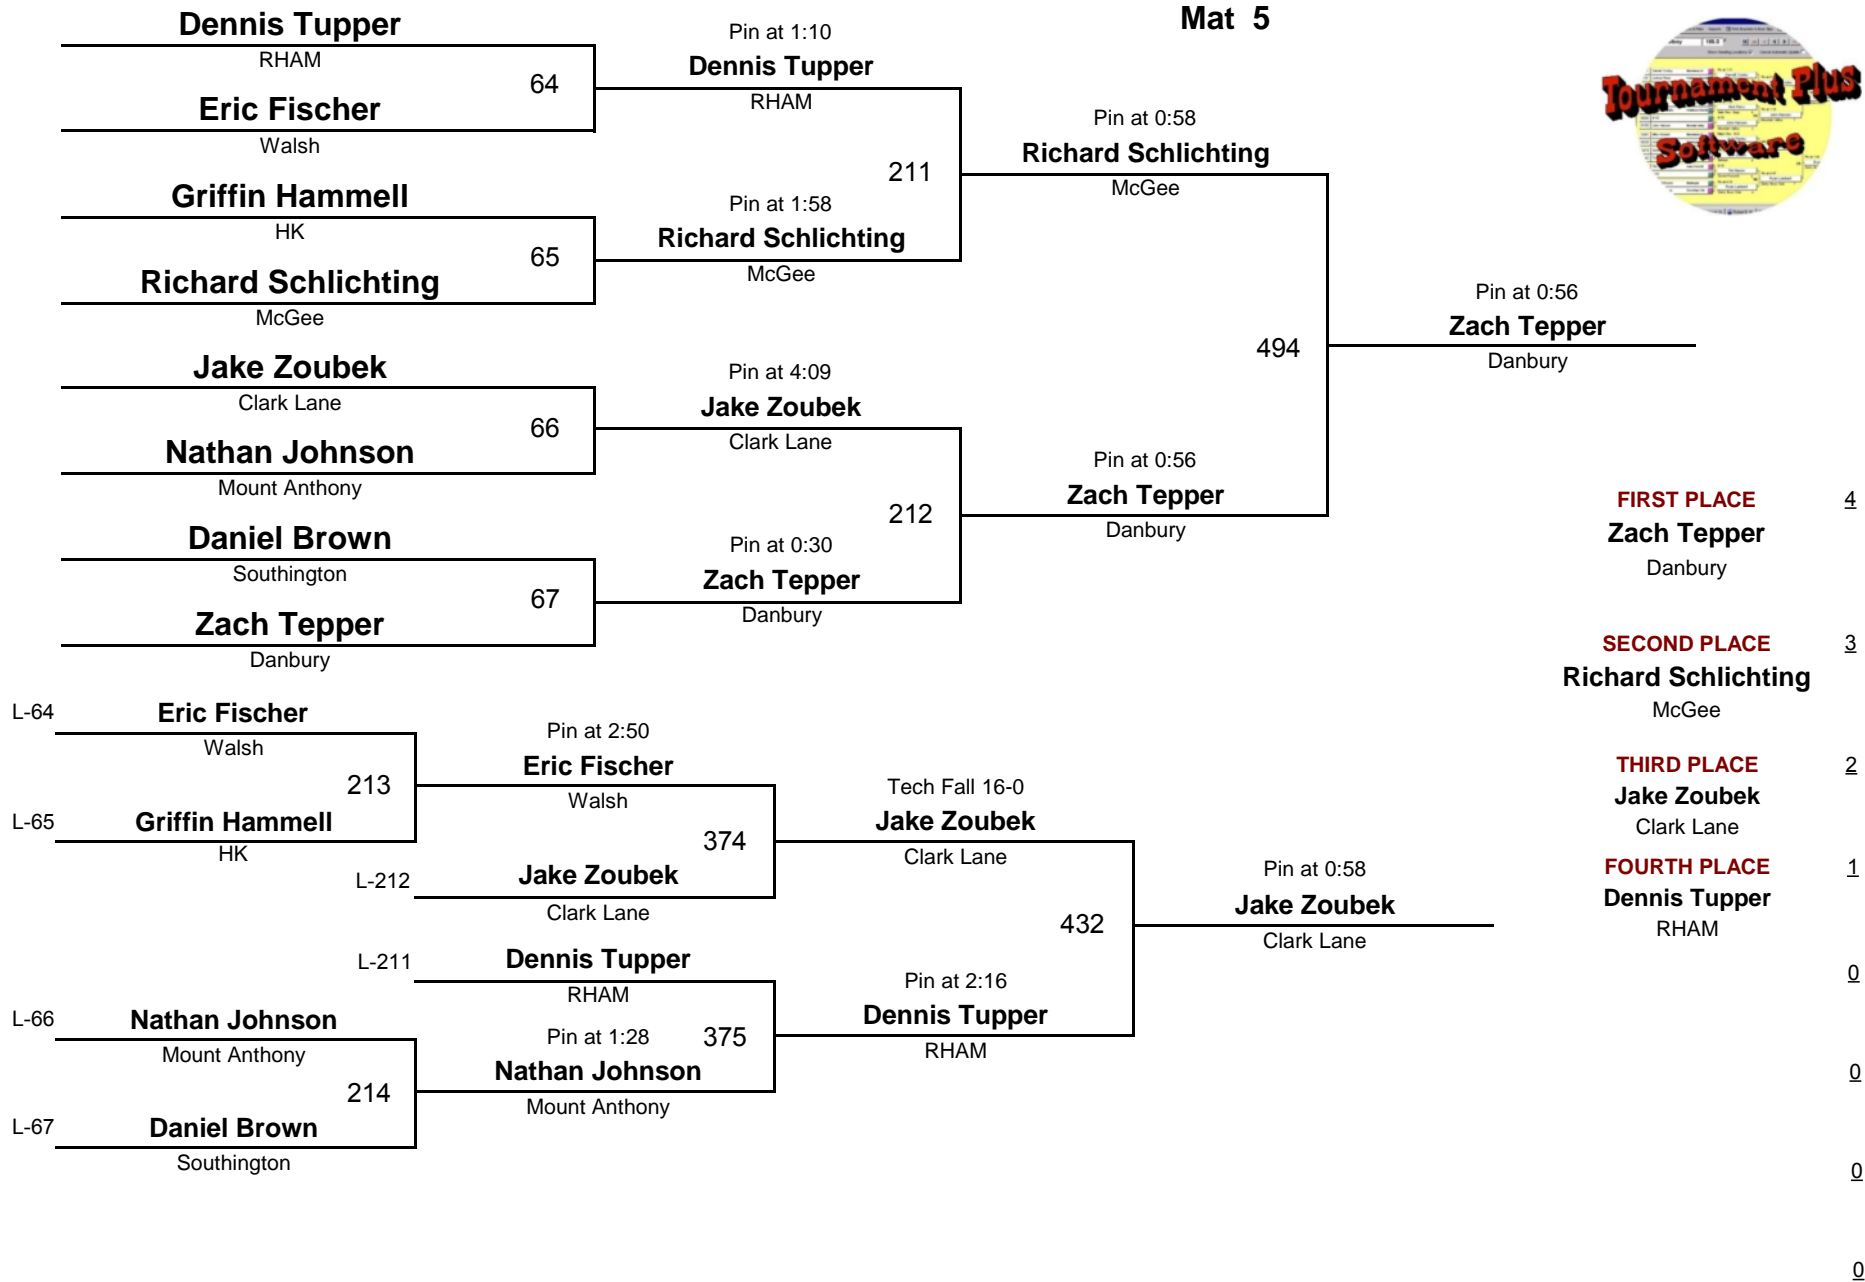 Mat 5
Tournament Plus
Software
Dennis Tupper
RHAM
64
Eric Fischer
Walsh
Griffin Hammell
HK
65
Richard Schlichting
McGee
Jake Zoubek
Clark Lane
66
Nathan Johnson
Mount Anthony
Daniel Brown
Southington
67
Zach Tepper
Danbury
Pin at 1:10
Dennis Tupper
RHAM
211
Pin at 1:58
Richard Schlichting
McGee
Pin at 4:09
Jake Zoubek
Clark Lane
212
Pin at 0:30
Zach Tepper
Danbury
Pin at 0:58
Richard Schlichting
McGee
494
Pin at 0:56
Zach Tepper
Danbury
Pin at 0:56
Zach Tepper
Danbury
L-64
Eric Fischer
Walsh
213
L-65
Griffin Hammell
HK
L-66
Nathan Johnson
Mount Anthony
214
L-67
Daniel Brown
Southington
Pin at 2:50
Eric Fischer
Walsh
374
L-212
Jake Zoubek
Clark Lane
L-211
Dennis Tupper
RHAM
375
Pin at 1:28
Nathan Johnson
Mount Anthony
Tech Fall 16-0
Jake Zoubek
Clark Lane
432
Pin at 2:16
Dennis Tupper
RHAM
Pin at 0:58
Jake Zoubek
Clark Lane
FIRST PLACE 4
Zach Tepper
Danbury
SECOND PLACE 3
Richard Schlichting
McGee
THIRD PLACE 2
Jake Zoubek
Clark Lane
FOURTH PLACE 1
Dennis Tupper
RHAM
0
0
0
0